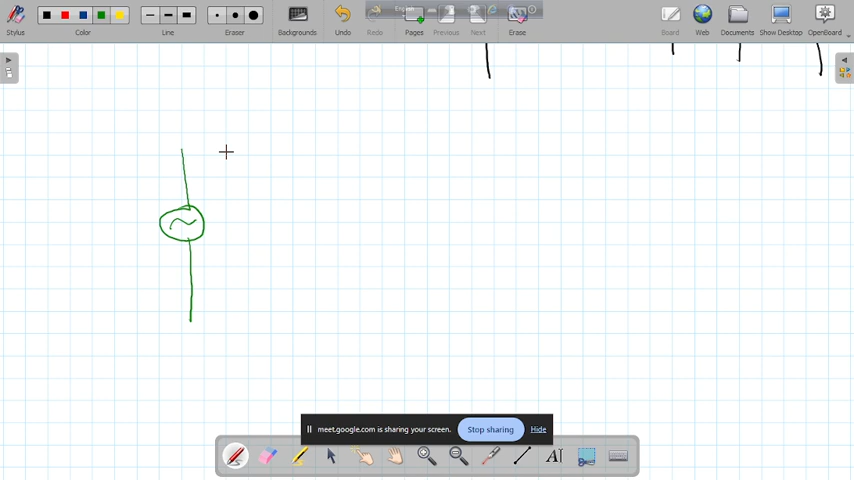 English
Stylus Color Line Eraser Backgrounds Undo Redo Pages Previous Next Erase Board Web Documents Show Desktop OpenBoard
~
meet.google.com is sharing your screen. Stop sharing Hide
A